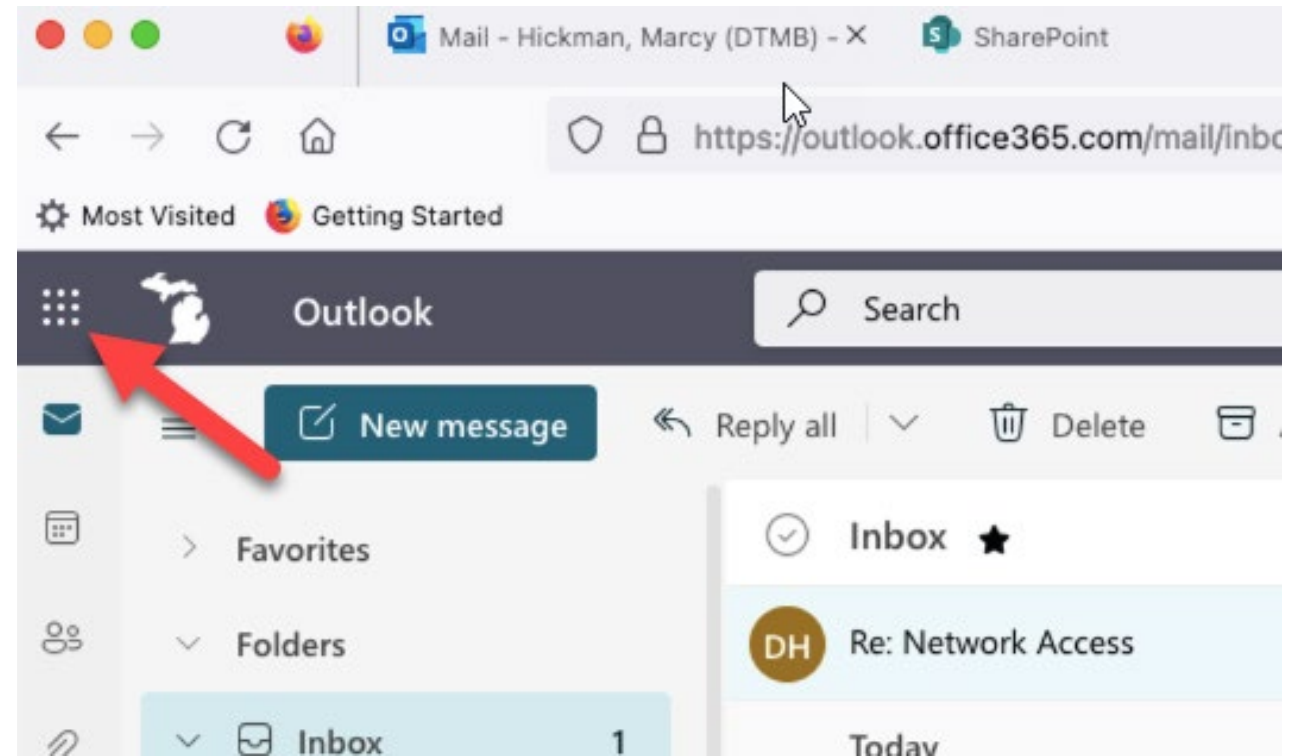 Mail - Hickman, Marcy (DTMB) - SharePoint
https://outlook.office365.com/mail/inbo
Most Visited Getting Started
Outlook Search
New message Reply all Delete
Favorites
Inbox
Folders
DH Re: Network Access
Inbox 1
Today